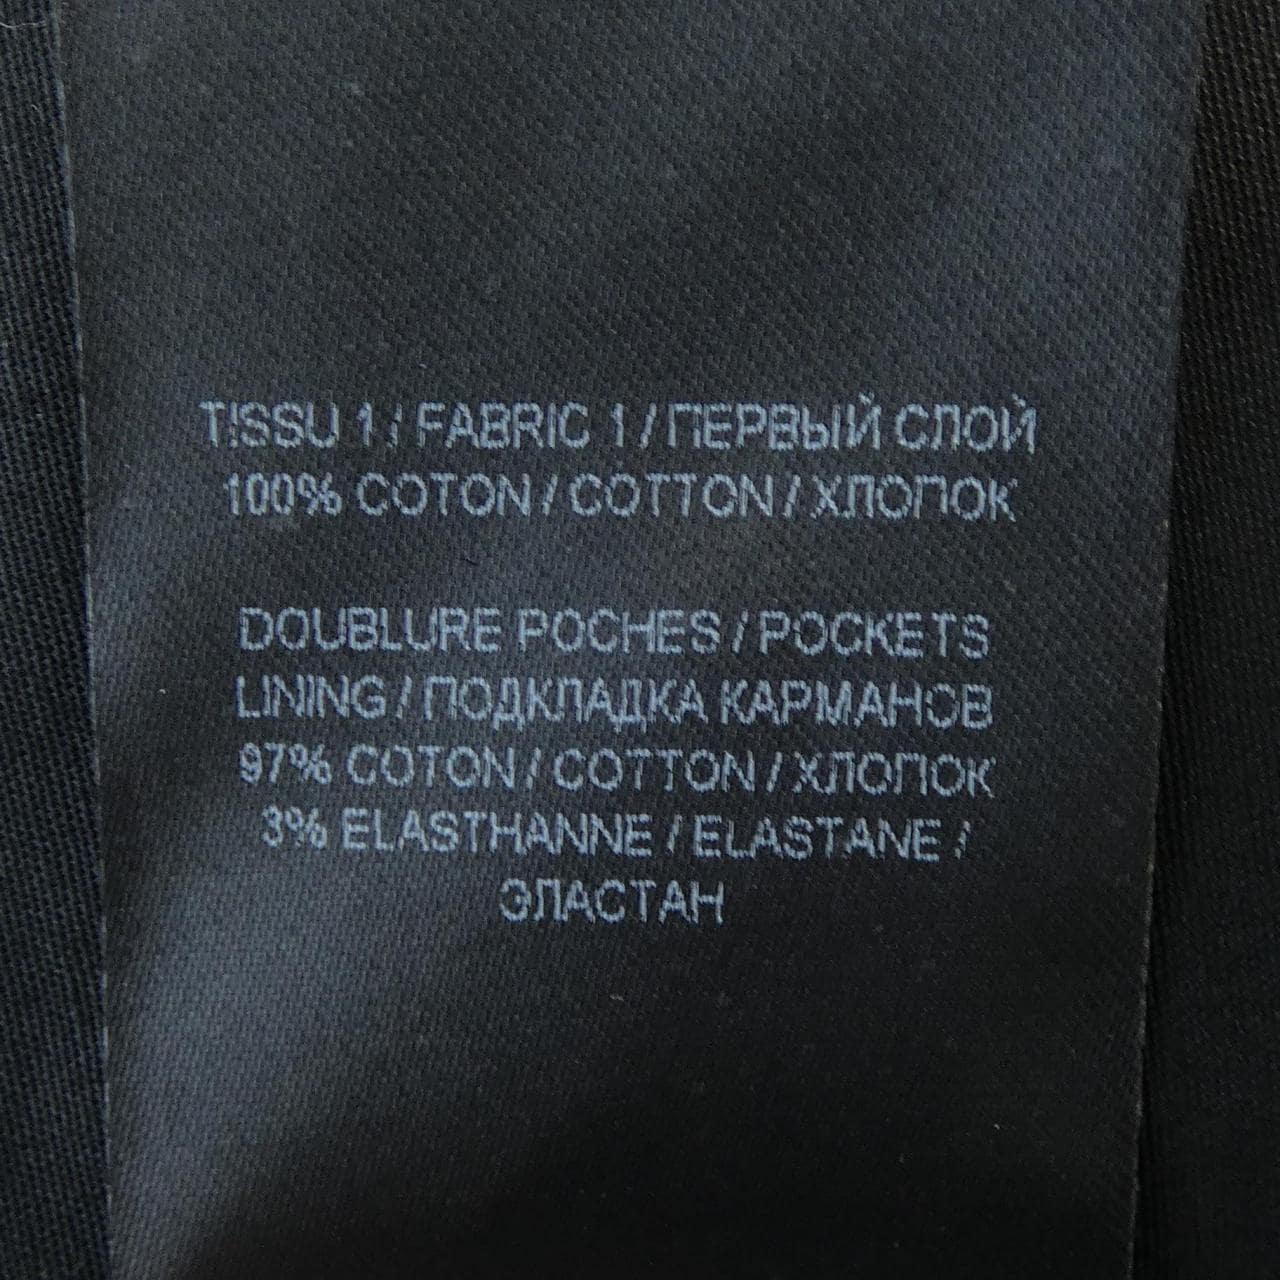 TISSU 1 / FABRIC 1 / ПЕРВЫЙ СЛОЙ
100% COTON / COTTON / ХЛОПОК
DOUBLURE POCHES / POCKETS
LINING / ПОДКЛАДКА КАРМАНОВ
97% COTON / COTTON / ХЛОПОК
3% ELASTHANNE / ELASTANE /
ЭЛАСТАН